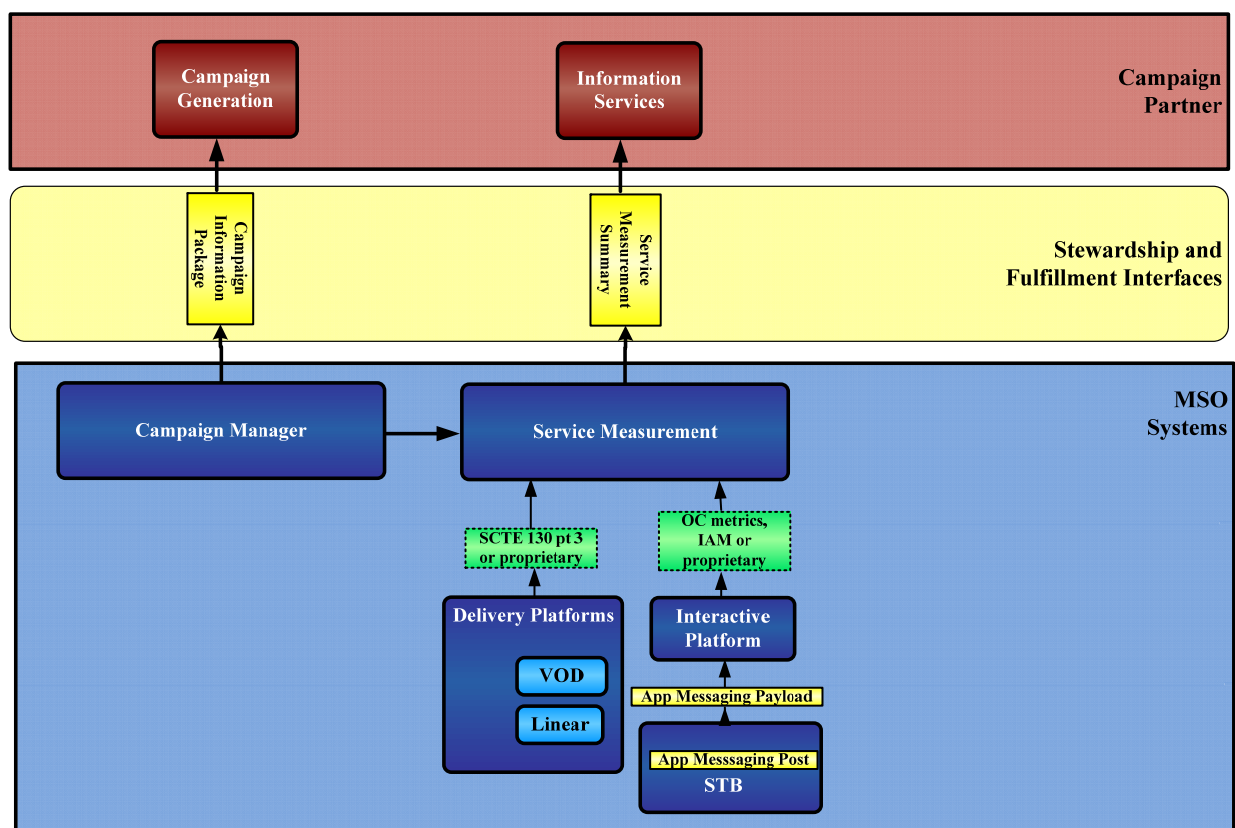 Campaign
Generation
Information
Services
Campaign
Partner
Campaign
Information
Package
Service
Measurement
Summary
Stewardship and
Fulfillment Interfaces
MSO
Systems
Campaign Manager
Service Measurement
SCTE 130 pt 3
or proprietary
OC metrics,
IAM or
proprietary
Delivery Platforms
VOD
Linear
Interactive
Platform
App Messaging Payload
App Messsaging Post
STB